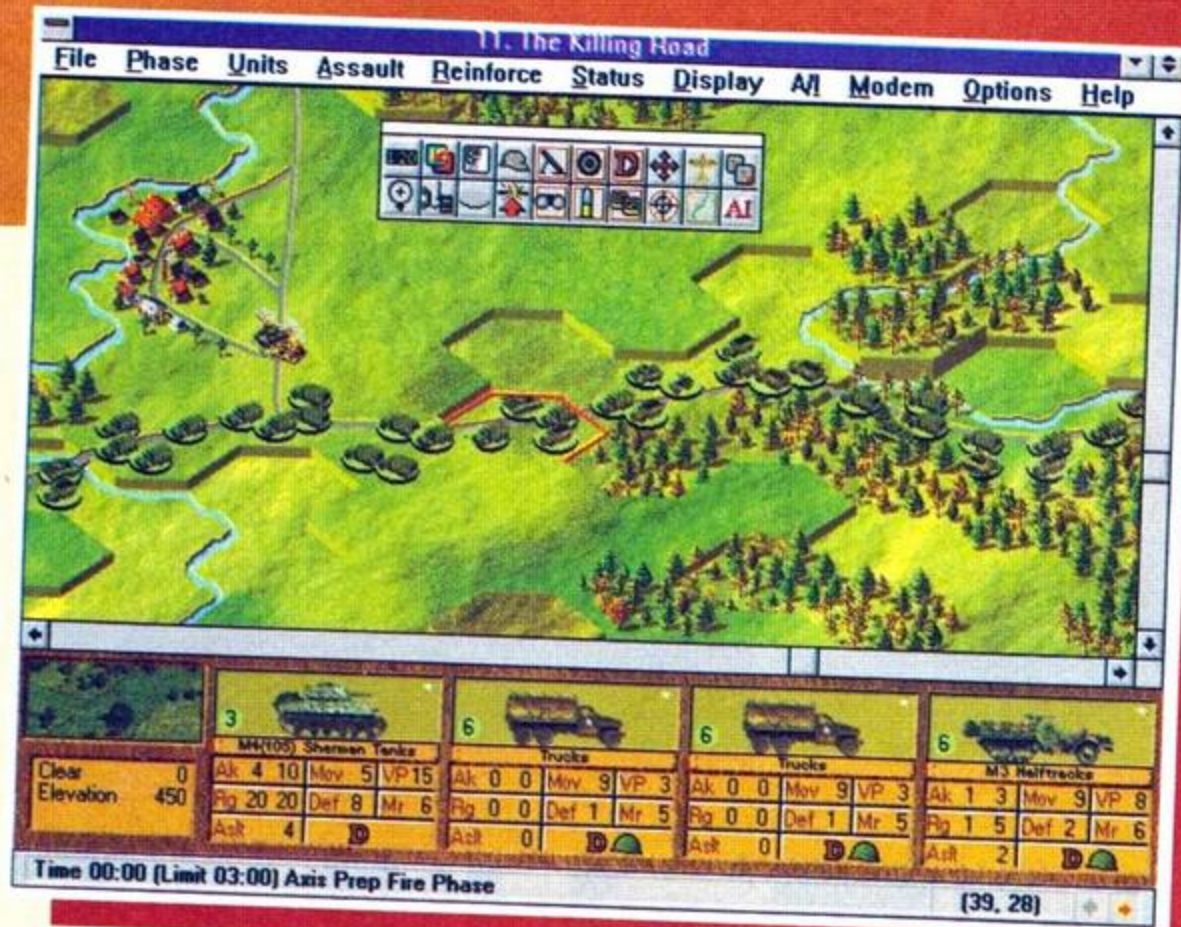 11. The Killing Road
File Phase Units Assault Reinforce Status Display A/I Modem Options Help
D
AI
3
M4(105) Sherman Tanks
Ak 4 10 Mov 5 VP 15
Rg 20 20 Def 8 Mr 6
Aslt 4 D
6
Trucks
Ak 0 0 Mov 9 VP 3
Rg 0 0 Def 1 Mr 5
Aslt 0 D
6
Trucks
Ak 0 0 Mov 9 VP 3
Rg 0 0 Def 1 Mr 5
Aslt 0 D
6
M3 Halftracks
Ak 1 3 Mov 9 VP 8
Rg 1 5 Def 2 Mr 6
Aslt 2 D
Clear 0
Elevation 450
Time 00:00 (Limit 03:00) Axis Prep Fire Phase
(39, 28)